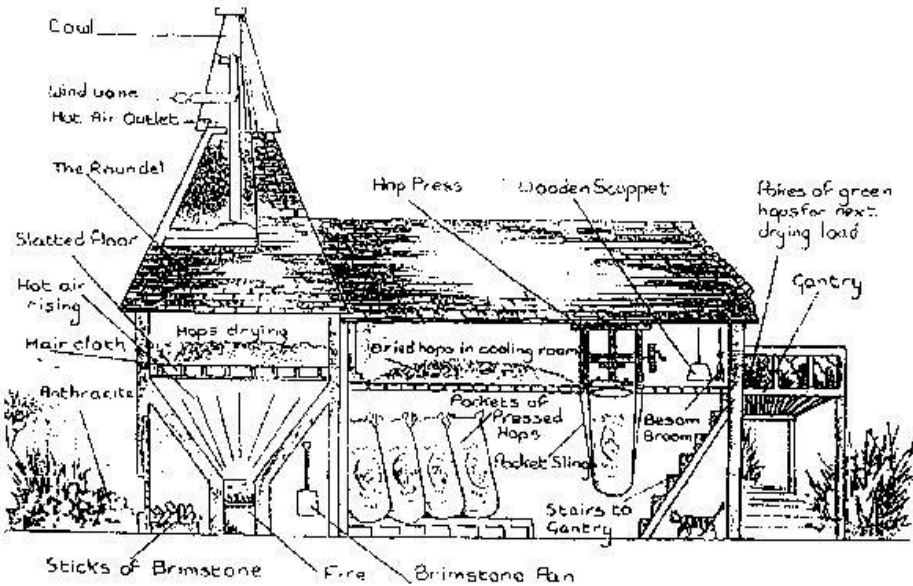 Cowl
Wind vane
Hot Air Outlet
The Roundel
Slatted floor
Hot air
rising
Hair cloth
Anthracite
Hops drying
Hop Press
Wooden Scuppet
Pokes of green
hops for next
drying load
Gantry
Dried hops in cooling room
Pockets of
Pressed
Hops
Pocket Sling
Besom
Broom
Stairs to
Gantry
Sticks of Brimstone
Fire
Brimstone Pan